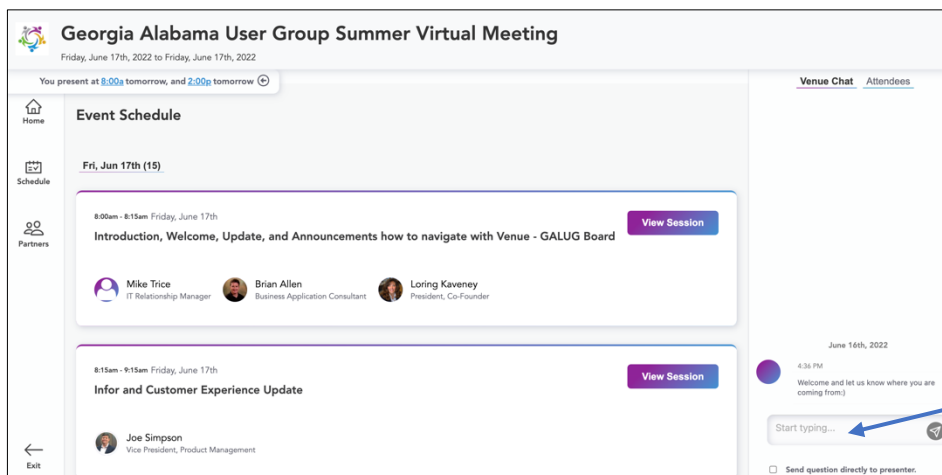 Georgia Alabama User Group Summer Virtual Meeting
Friday, June 17th, 2022 to Friday, June 17th, 2022
You present at 8:00a tomorrow, and 2:00p tomorrow
Venue Chat Attendees
Home
Schedule
Partners
Exit
Event Schedule
Fri, Jun 17th (15)
8:00am - 8:15am Friday, June 17th
Introduction, Welcome, Update, and Announcements how to navigate with Venue - GALUG Board
View Session
Mike Trice
IT Relationship Manager
Brian Allen
Business Application Consultant
Loring Kaveney
President, Co-Founder
8:15am - 9:15am Friday, June 17th
Infor and Customer Experience Update
View Session
Joe Simpson
Vice President, Product Management
June 16th, 2022
4:36 PM
Welcome and let us know where you are
coming from:)
Start typing...
Send question directly to presenter.